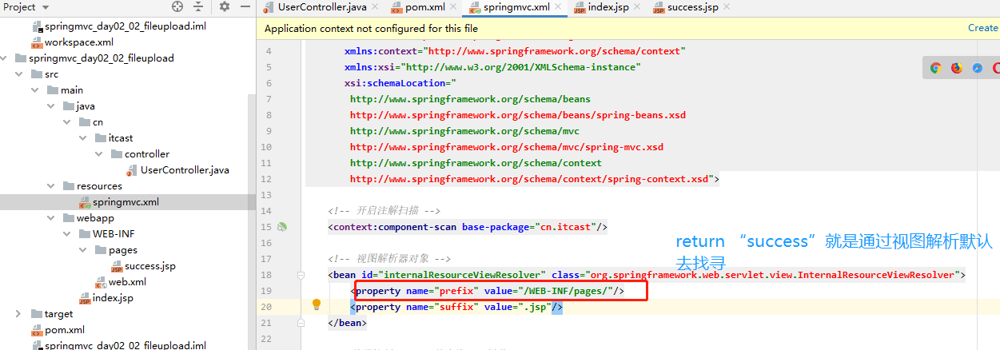 Project
springmvc_day02_02_fileupload.iml
workspace.xml
springmvc_day02_02_fileupload
src
main
java
cn
itcast
controller
UserController.java
resources
springmvc.xml
webapp
WEB-INF
pages
success.jsp
web.xml
index.jsp
target
pom.xml
springmvc_day02_02_fileupload.iml
UserController.java
pom.xml
springmvc.xml
index.jsp
success.jsp
Application context not configured for this file
Create
4 xmlns:context="http://www.springframework.org/schema/context"
5 xmlns:xsi="http://www.w3.org/2001/XMLSchema-instance"
6 xsi:schemaLocation="
7 http://www.springframework.org/schema/beans
8 http://www.springframework.org/schema/beans/spring-beans.xsd
9 http://www.springframework.org/schema/mvc
10 http://www.springframework.org/schema/mvc/spring-mvc.xsd
11 http://www.springframework.org/schema/context
12 http://www.springframework.org/schema/context/spring-context.xsd">
13
14 <!-- 开启注解扫描 -->
15 <context:component-scan base-package="cn.itcast"/>
16
17 <!-- 视图解析器对象 -->
18 <bean id="internalResourceViewResolver" class="org.springframework.web.servlet.view.InternalResourceViewResolver">
19 <property name="prefix" value="/WEB-INF/pages/"/>
20 <property name="suffix" value=".jsp"/>
21 </bean>
22
return “success”就是通过视图解析默认
去找寻